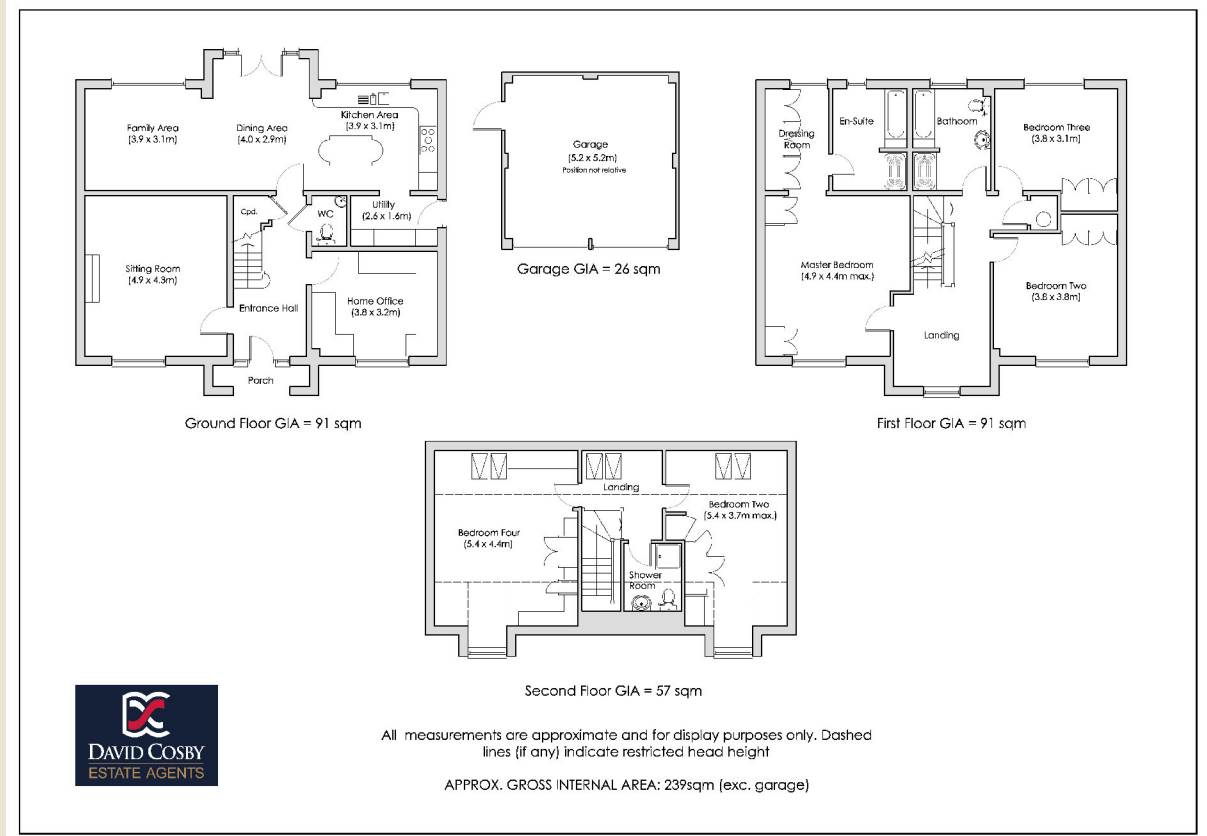 Family Area
(3.9 x 3.1m)
Dining Area
(4.0 x 2.9m)
Kitchen Area
(3.9 x 3.1m)
Cpd.
WC
Utility
(2.6 x 1.6m)
Sitting Room
(4.9 x 4.3m)
Entrance Hall
Home Office
(3.8 x 3.2m)
Porch
Ground Floor GIA = 91 sqm
Garage
(5.2 x 5.2m)
Position not relative
Garage GIA = 26 sqm
Dressing
Room
En-Suite
Bathoom
Bedroom Three
(3.8 x 3.1m)
Master Bedroom
(4.9 x 4.4m max.)
Bedroom Two
(3.8 x 3.8m)
Landing
First Floor GIA = 91 sqm
Landing
Bedroom Four
(5.4 x 4.4m)
Bedroom Two
(5.4 x 3.7m max.)
Shower
Room
Second Floor GIA = 57 sqm
DAVID COSBY
ESTATE AGENTS
All measurements are approximate and for display purposes only. Dashed
lines (if any) indicate restricted head height
APPROX. GROSS INTERNAL AREA: 239sqm (exc. garage)